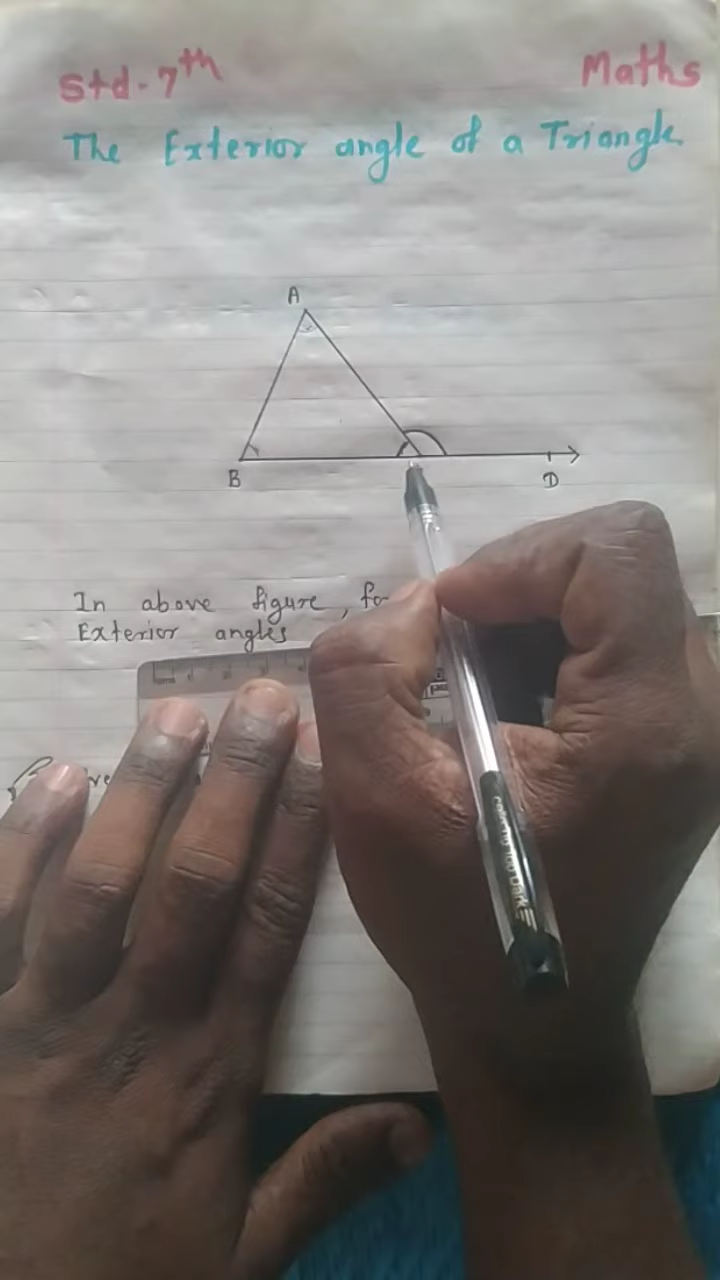 Std - 7th Maths
The Exterior angle of a Triangle.
A
B D
In above figure,
Exterior angles